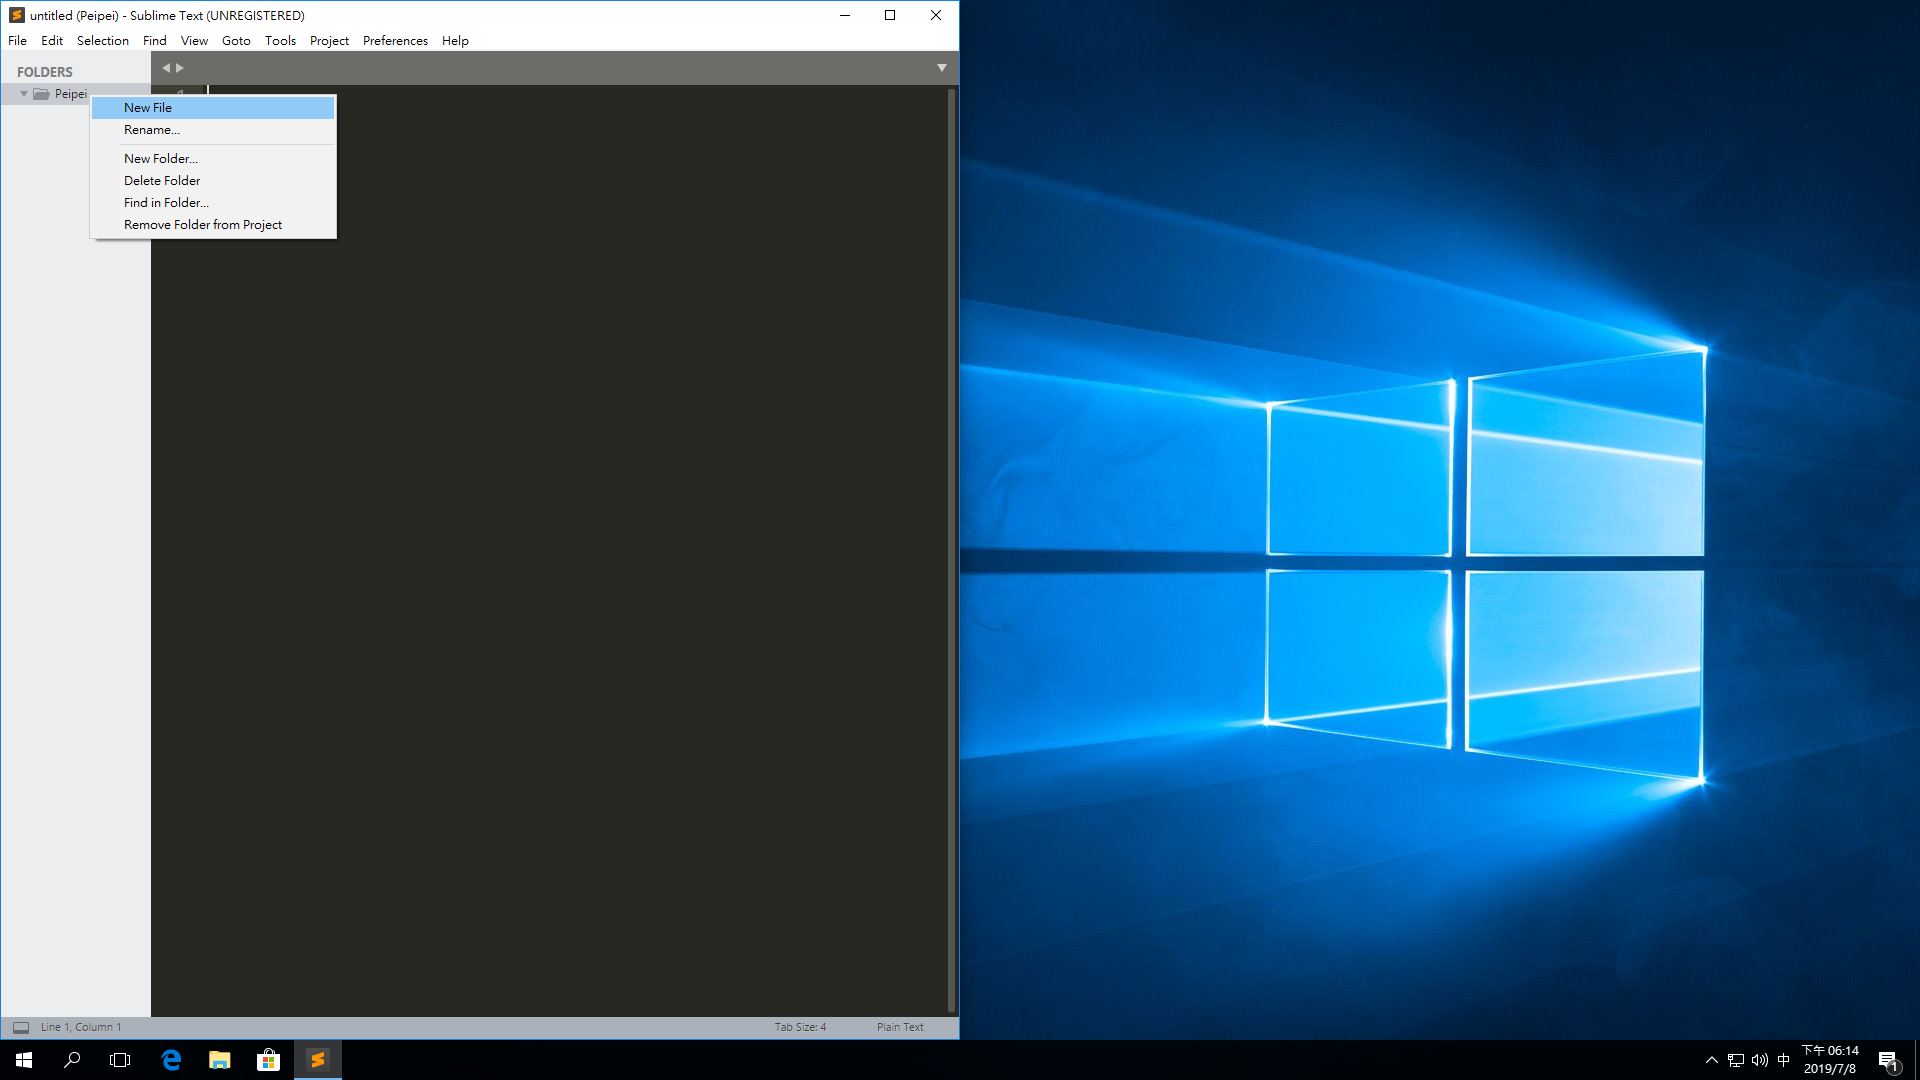 untitled (Peipei) - Sublime Text (UNREGISTERED)
File Edit Selection Find View Goto Tools Project Preferences Help
FOLDERS
Peipei
New File
Rename...
New Folder...
Delete Folder
Find in Folder...
Remove Folder from Project
Line 1, Column 1
Tab Size: 4
Plain Text
中
下午 06:14
2019/7/8
1